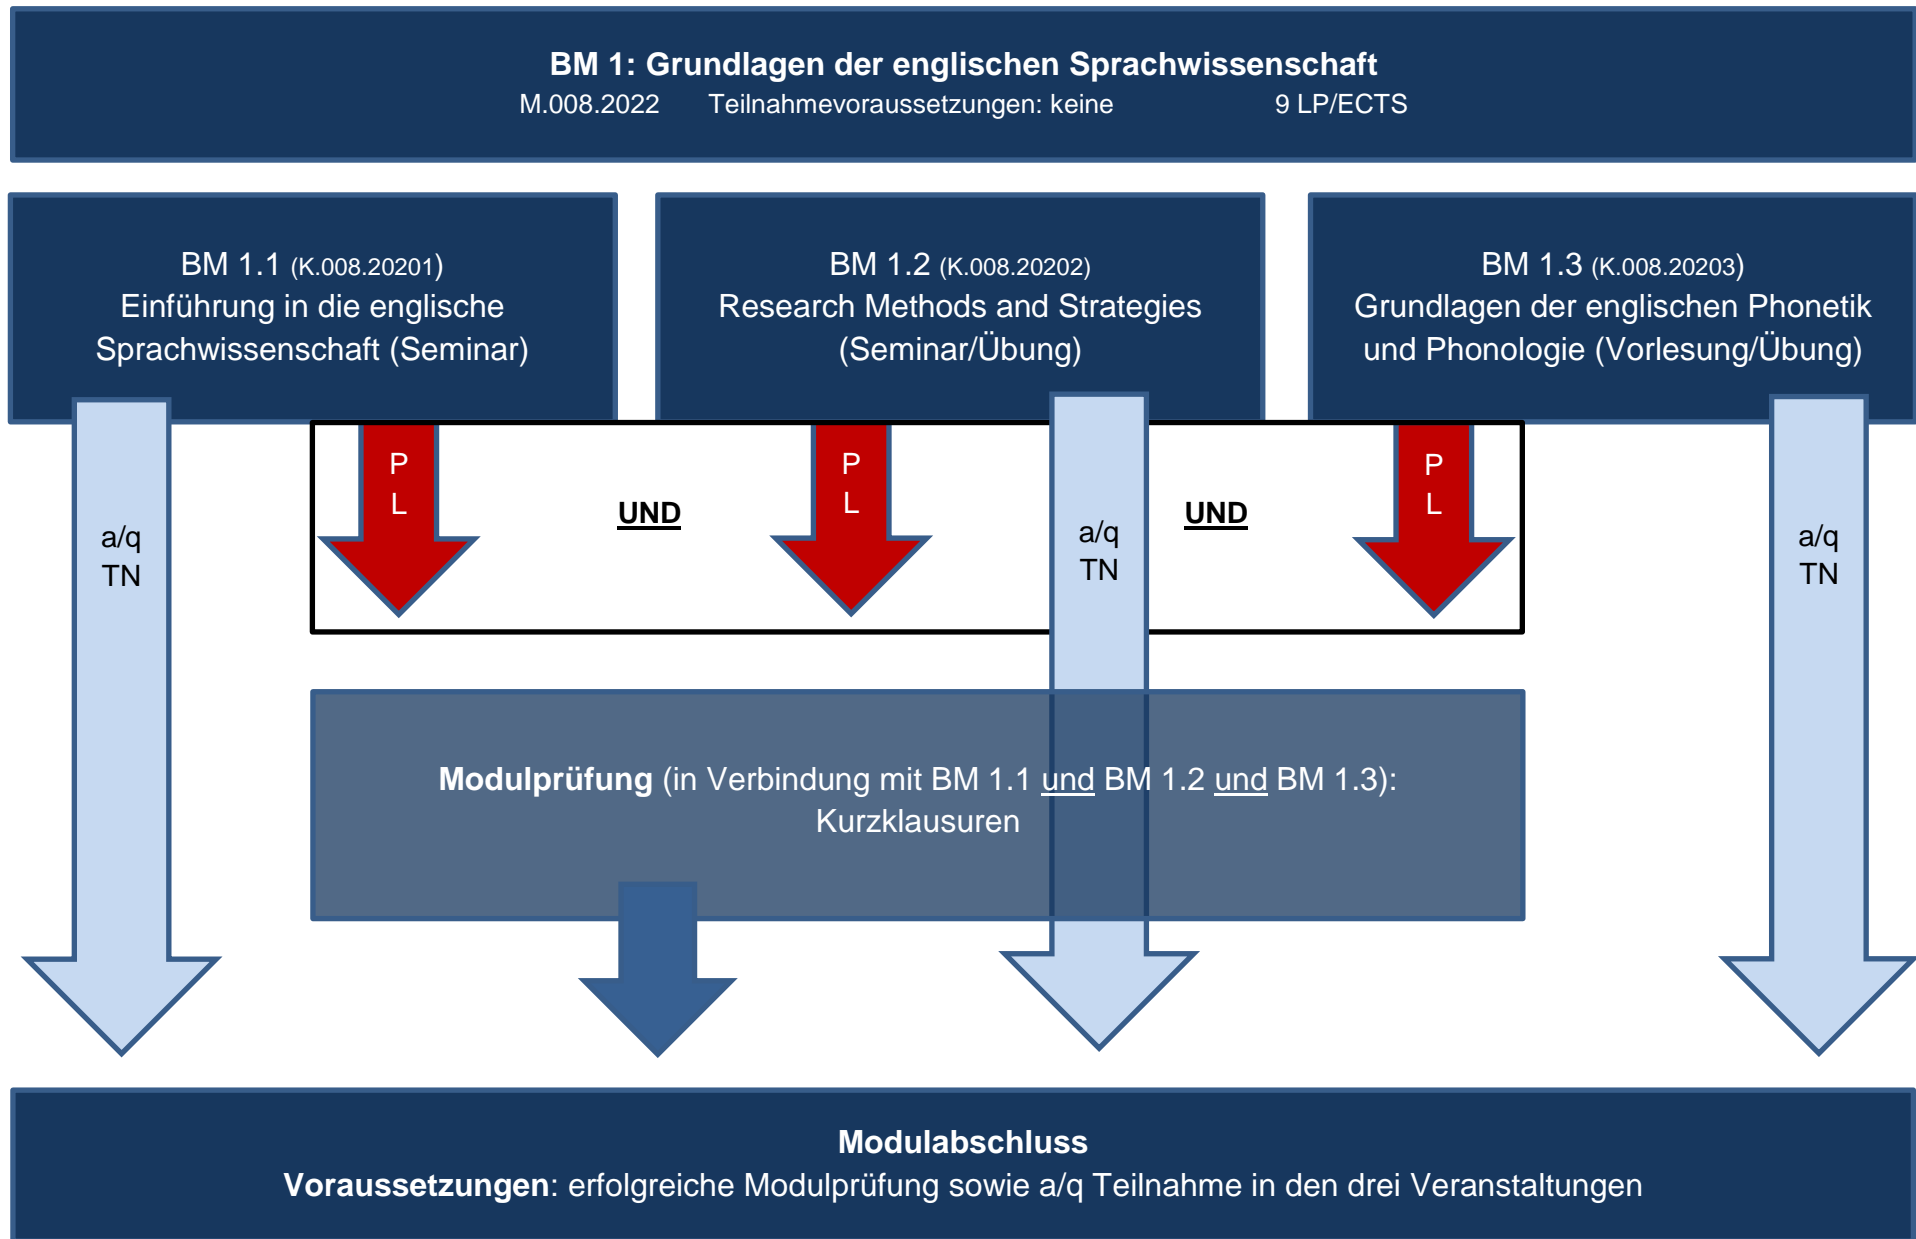 BM 1: Grundlagen der englischen Sprachwissenschaft
M.008.2022 Teilnahmevoraussetzungen: keine 9 LP/ECTS
BM 1.1 (K.008.20201)
Einführung in die englische
Sprachwissenschaft (Seminar)
BM 1.2 (K.008.20202)
Research Methods and Strategies
(Seminar/Übung)
BM 1.3 (K.008.20203)
Grundlagen der englischen Phonetik
und Phonologie (Vorlesung/Übung)
a/q
TN
P
L
UND
P
L
a/q
TN
UND
P
L
a/q
TN
Modulprüfung (in Verbindung mit BM 1.1 und BM 1.2 und BM 1.3):
Kurzklausuren
Modulabschluss
Voraussetzungen: erfolgreiche Modulprüfung sowie a/q Teilnahme in den drei Veranstaltungen